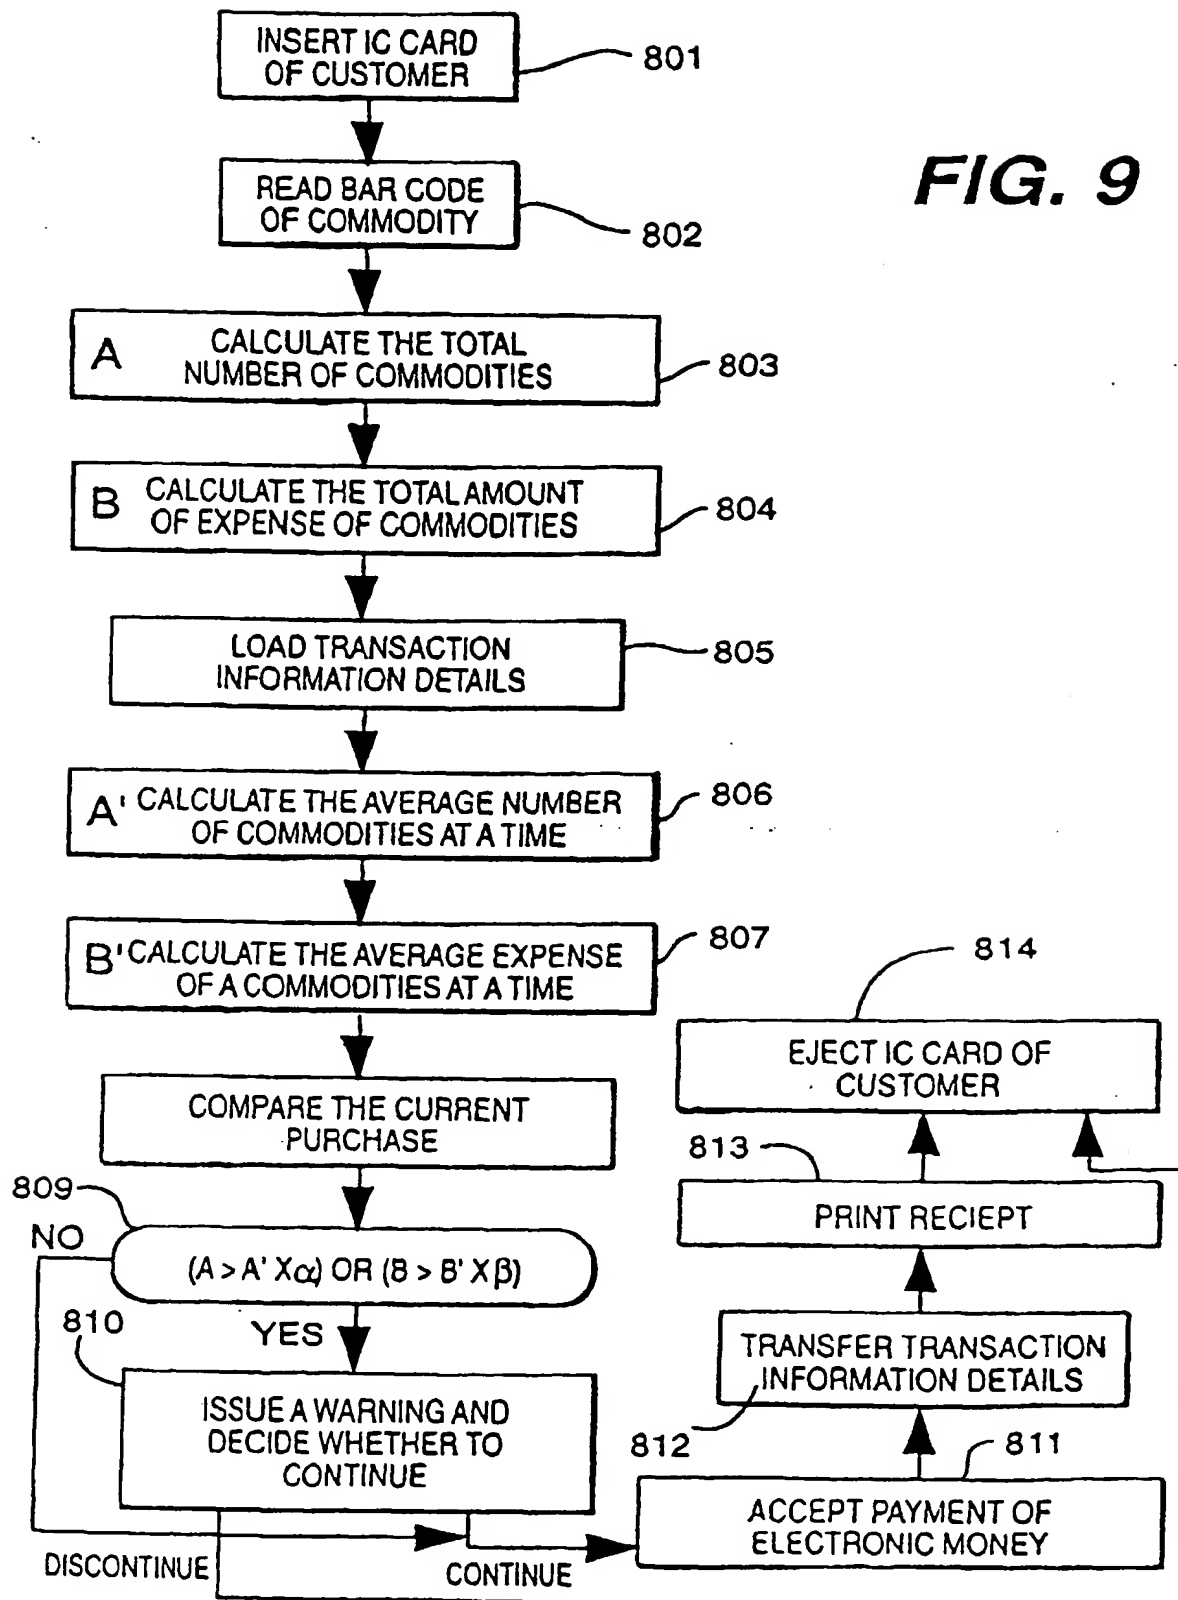 INSERT IC CARD
OF CUSTOMER
801
FIG. 9
READ BAR CODE
OF COMMODITY
802
A
CALCULATE THE TOTAL
NUMBER OF COMMODITIES
803
B
CALCULATE THE TOTAL AMOUNT
OF EXPENSE OF COMMODITIES
804
LOAD TRANSACTION
INFORMATION DETAILS
805
A' CALCULATE THE AVERAGE NUMBER
OF COMMODITIES AT A TIME
806
B' CALCULATE THE AVERAGE EXPENSE
OF A COMMODITIES AT A TIME
807
COMPARE THE CURRENT
PURCHASE
809
NO
(A > A' X α) OR (B > B' X β)
YES
810
ISSUE A WARNING AND
DECIDE WHETHER TO
CONTINUE
DISCONTINUE
CONTINUE
814
EJECT IC CARD OF
CUSTOMER
813
PRINT RECIEPT
TRANSFER TRANSACTION
INFORMATION DETAILS
812
811
ACCEPT PAYMENT OF
ELECTRONIC MONEY